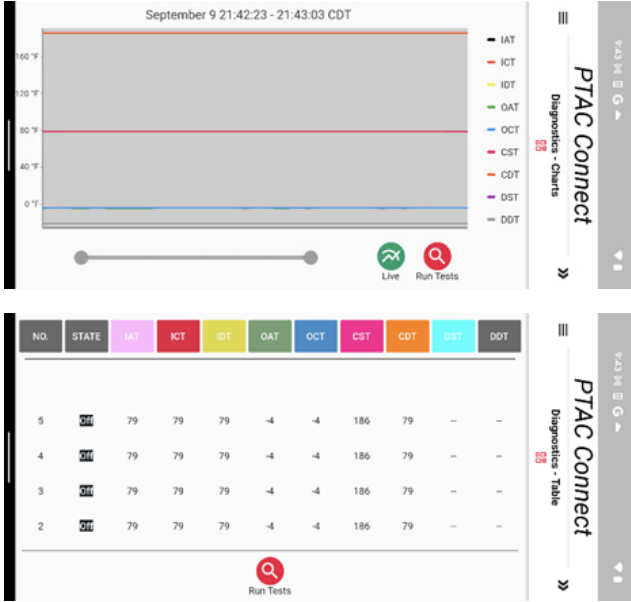 September 9 21:42:23 - 21:43:03 CDT
160 °F
120 °F
80 °F
40 °F
0 °F
IAT
ICT
IDT
OAT
OCT
CST
CDT
DST
DDT
Live
Run Tests
9:43
PTAC Connect
Diagnostics - Charts
NO. STATE IAT ICT IDT OAT OCT CST CDT DST DDT
5 Off 79 79 79 -4 -4 186 79 -- --
4 Off 79 79 79 -4 -4 186 79 -- --
3 Off 79 79 79 -4 -4 186 79 -- --
2 Off 79 79 79 -4 -4 186 79 -- --
Run Tests
9:43
PTAC Connect
Diagnostics - Table